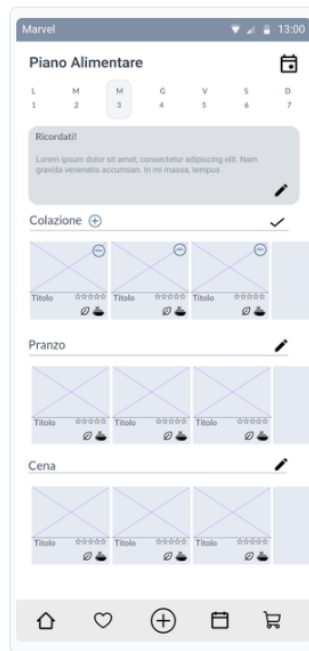 Marvel 13:00
Piano Alimentare
L M M G V S D
1 2 3 4 5 6 7
Ricordati!
Lorem ipsum dolor sit amet, consectetur adipiscing elit. Nam
gravida venenatis accumsan. In mi massa, tempus
Colazione
Titolo Titolo Titolo
Pranzo
Titolo Titolo Titolo
Cena
Titolo Titolo Titolo